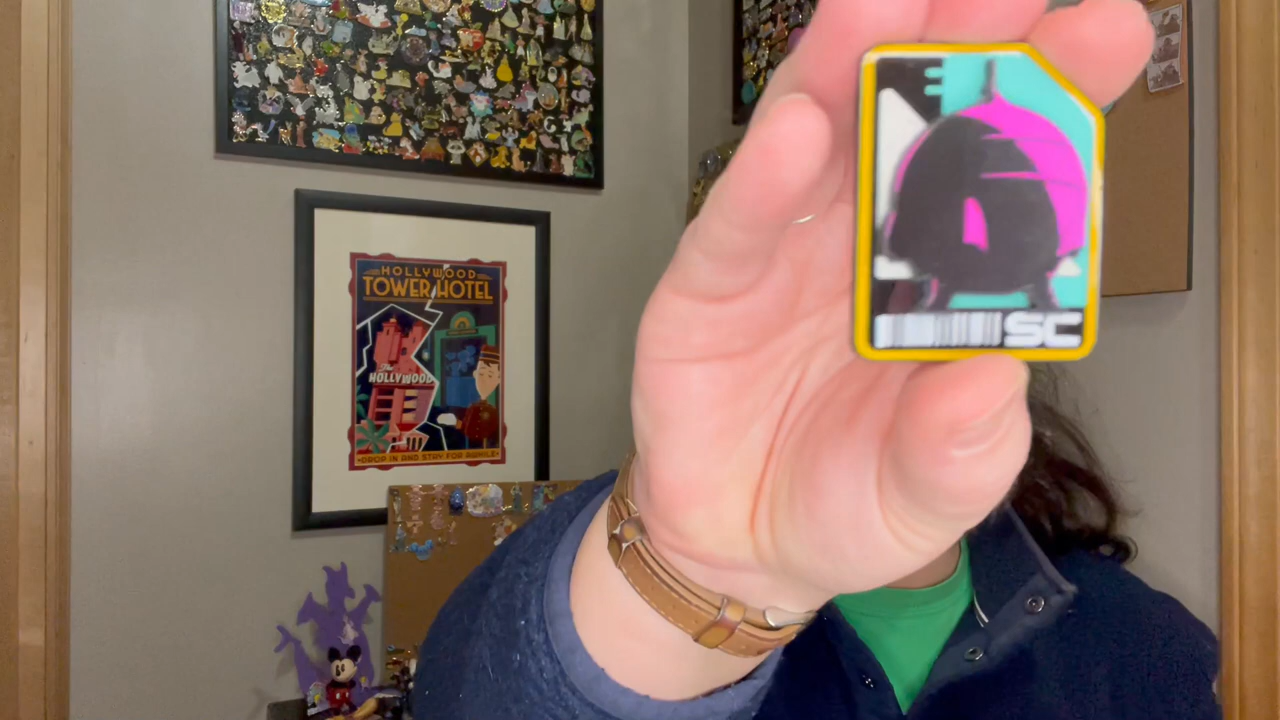 HOLLYWOOD
TOWER HOTEL
The
HOLLYWOOD
DROP IN AND STAY FOR AWHILE
SC